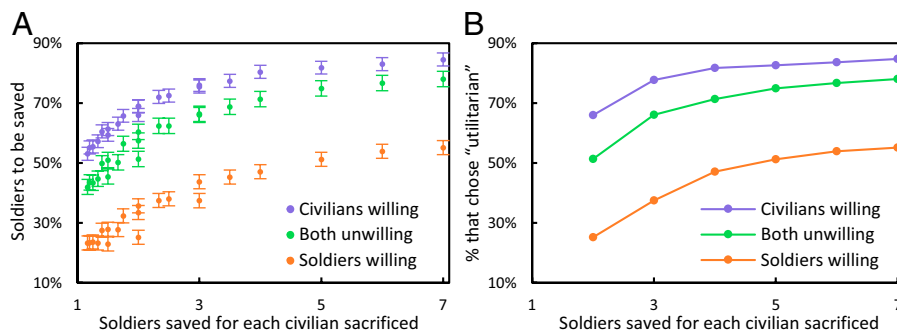 A
90%
70%
50%
30%
10%
Soldiers to be saved
Civilians willing
Both unwilling
Soldiers willing
1 3 5 7
Soldiers saved for each civilian sacrificed
B
90%
70%
50%
30%
10%
% that chose “utilitarian”
Civilians willing
Both unwilling
Soldiers willing
1 3 5 7
Soldiers saved for each civilian sacrificed